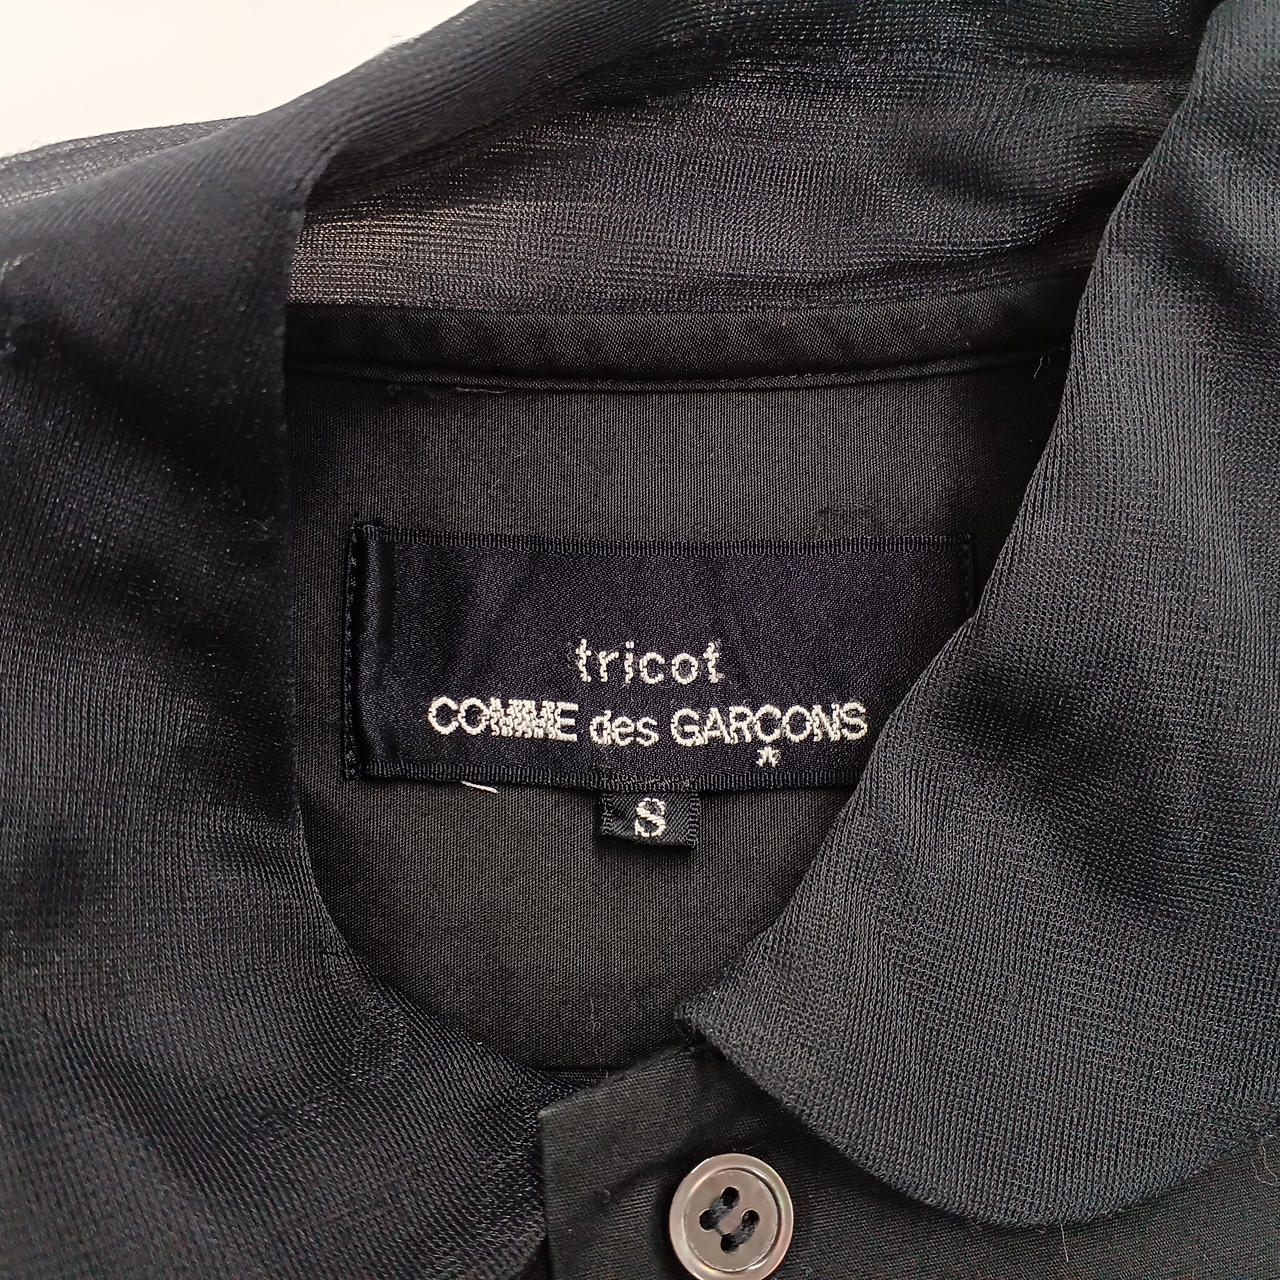 tricot
COMME des GARÇONS
*
S